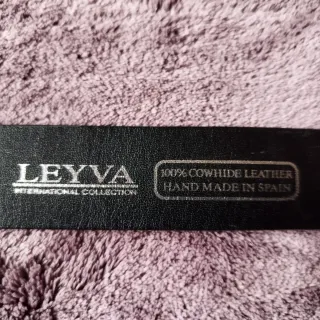 LEYVA
INTERNATIONAL COLLECTION
100% COWHIDE LEATHER
HAND MADE IN SPAIN